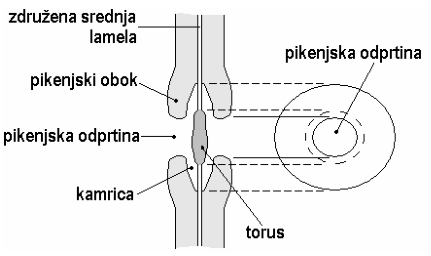 združena srednja
lamela
pikenjski obok
pikenjska odprtina
kamrica
torus
pikenjska odprtina